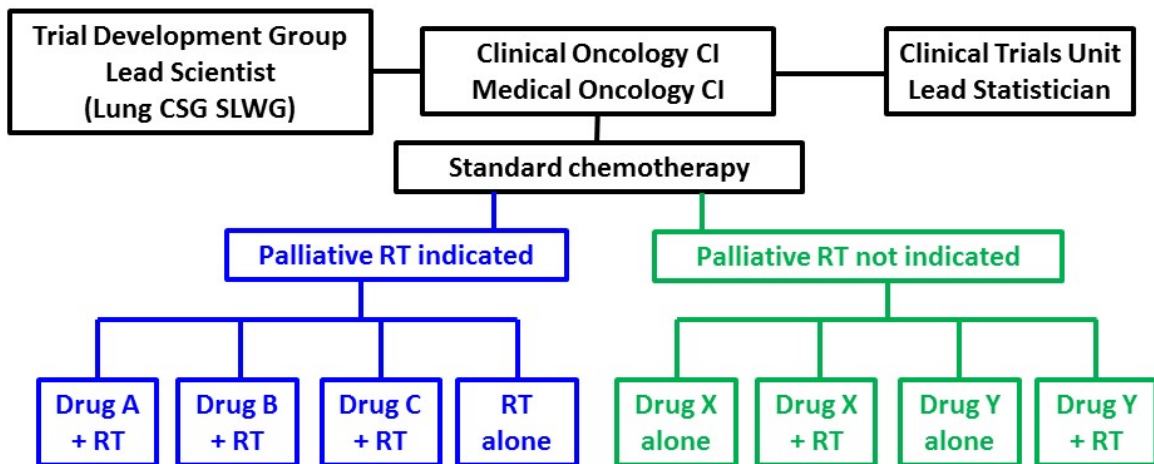 Trial Development Group
Lead Scientist
(Lung CSG SLWG)
Clinical Oncology CI
Medical Oncology CI
Clinical Trials Unit
Lead Statistician
Standard chemotherapy
Palliative RT indicated
Palliative RT not indicated
Drug A
+ RT
Drug B
+ RT
Drug C
+ RT
RT
alone
Drug X
alone
Drug X
+ RT
Drug Y
alone
Drug Y
+ RT